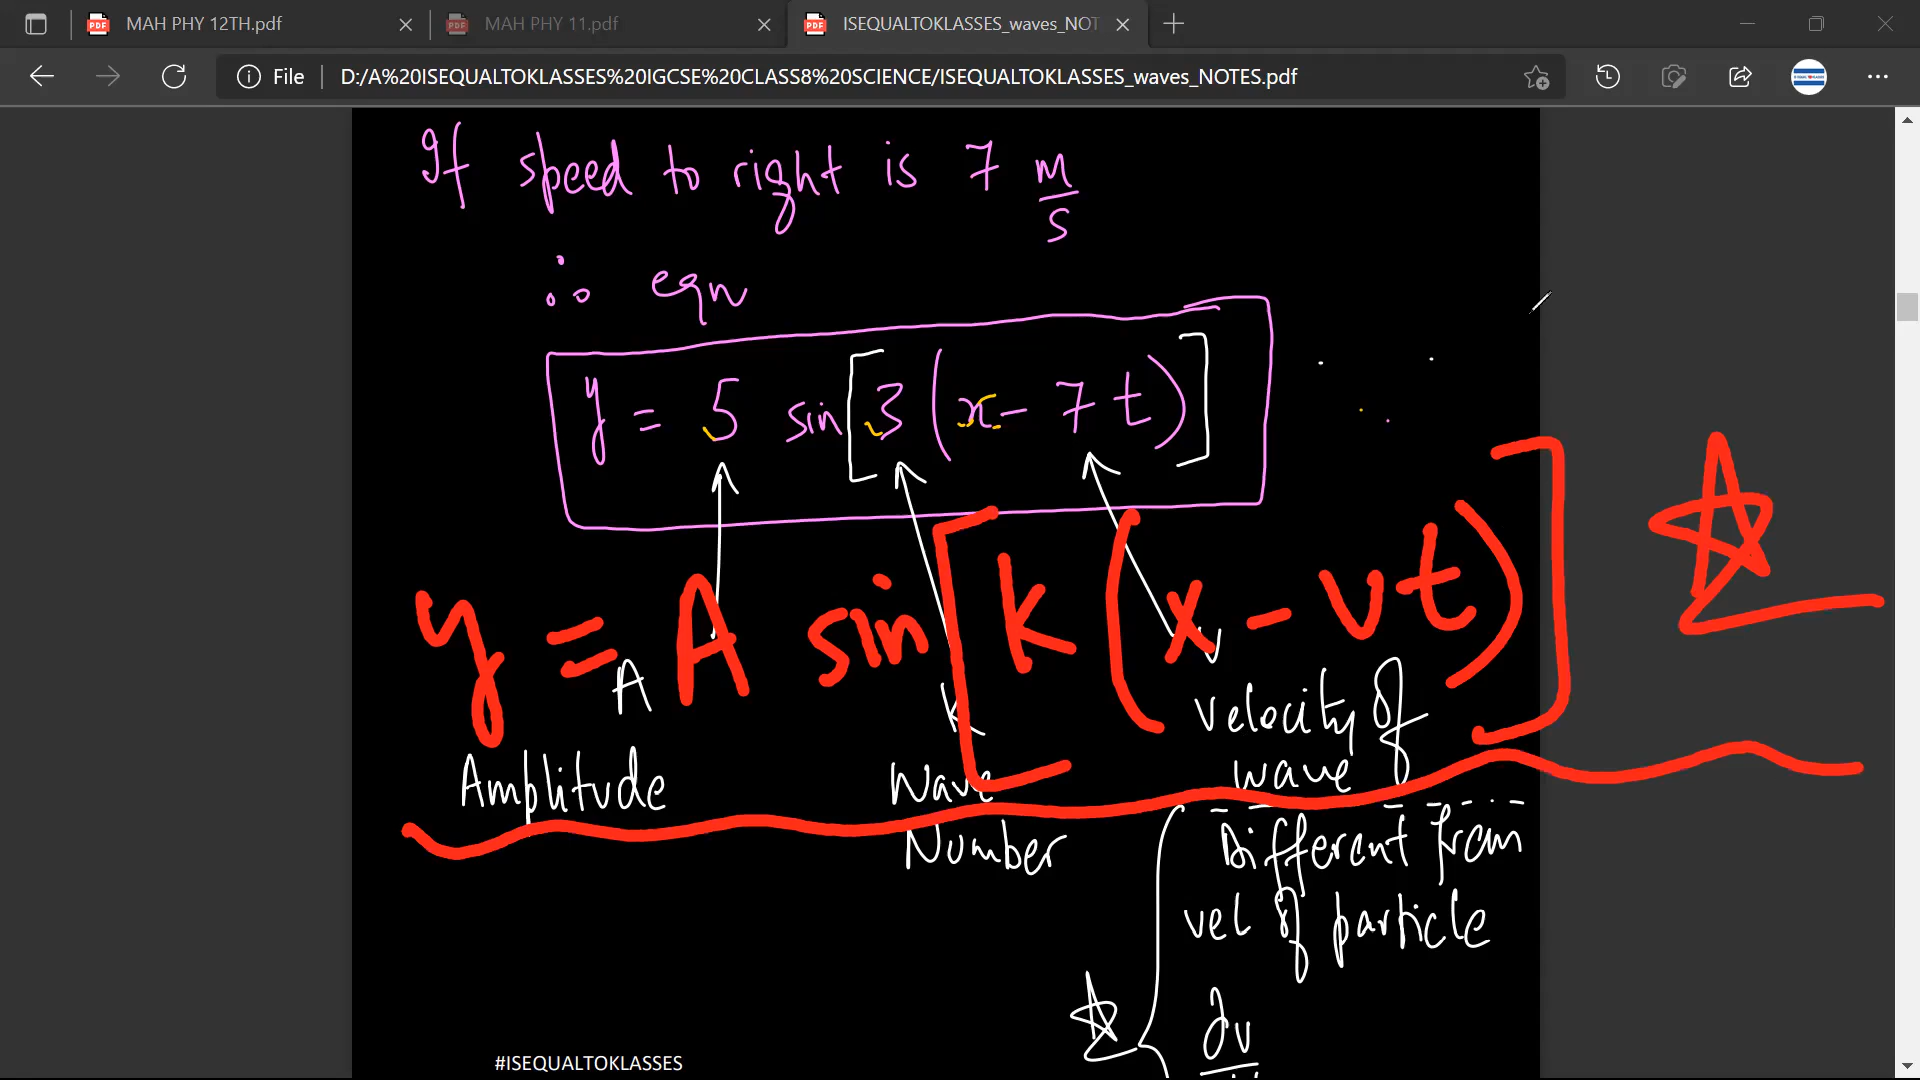 MAH PHY 12TH.pdf
MAH PHY 11.pdf
ISEQUALTOKLASSES_waves_NOT
File
D:/A%20ISEQUALTOKLASSES%20IGCSE%20CLASS8%20SCIENCE/ISEQUALTOKLASSES_waves_NOTES.pdf
If speed to right is 7 m/s
∴ eqn
y = 5 sin[3(x - 7t)]
y = A sin[k(x - vt)]
A k v
Amplitude
Wave
Number
velocity of
wave
Different from
vel of particle
#ISEQUALTOKLASSES